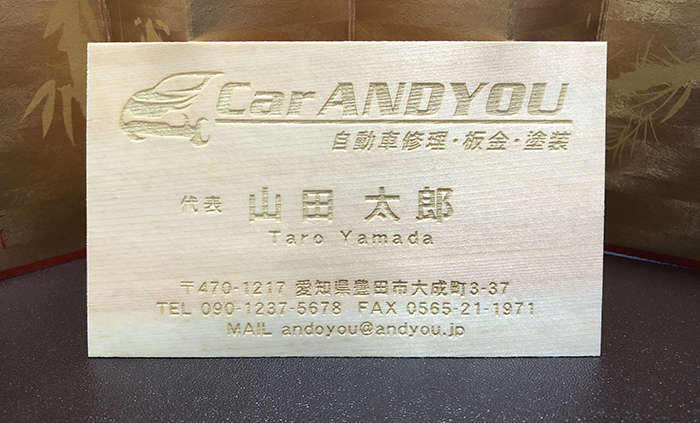 Car ANDYOU
自動車修理・板金・塗装
代表 山田 太郎
Taro Yamada
〒470-1217 愛知県豊田市大成町3-37
TEL 090-1237-5678 FAX 0565-21-1971
MAIL andoyou@andyou.jp